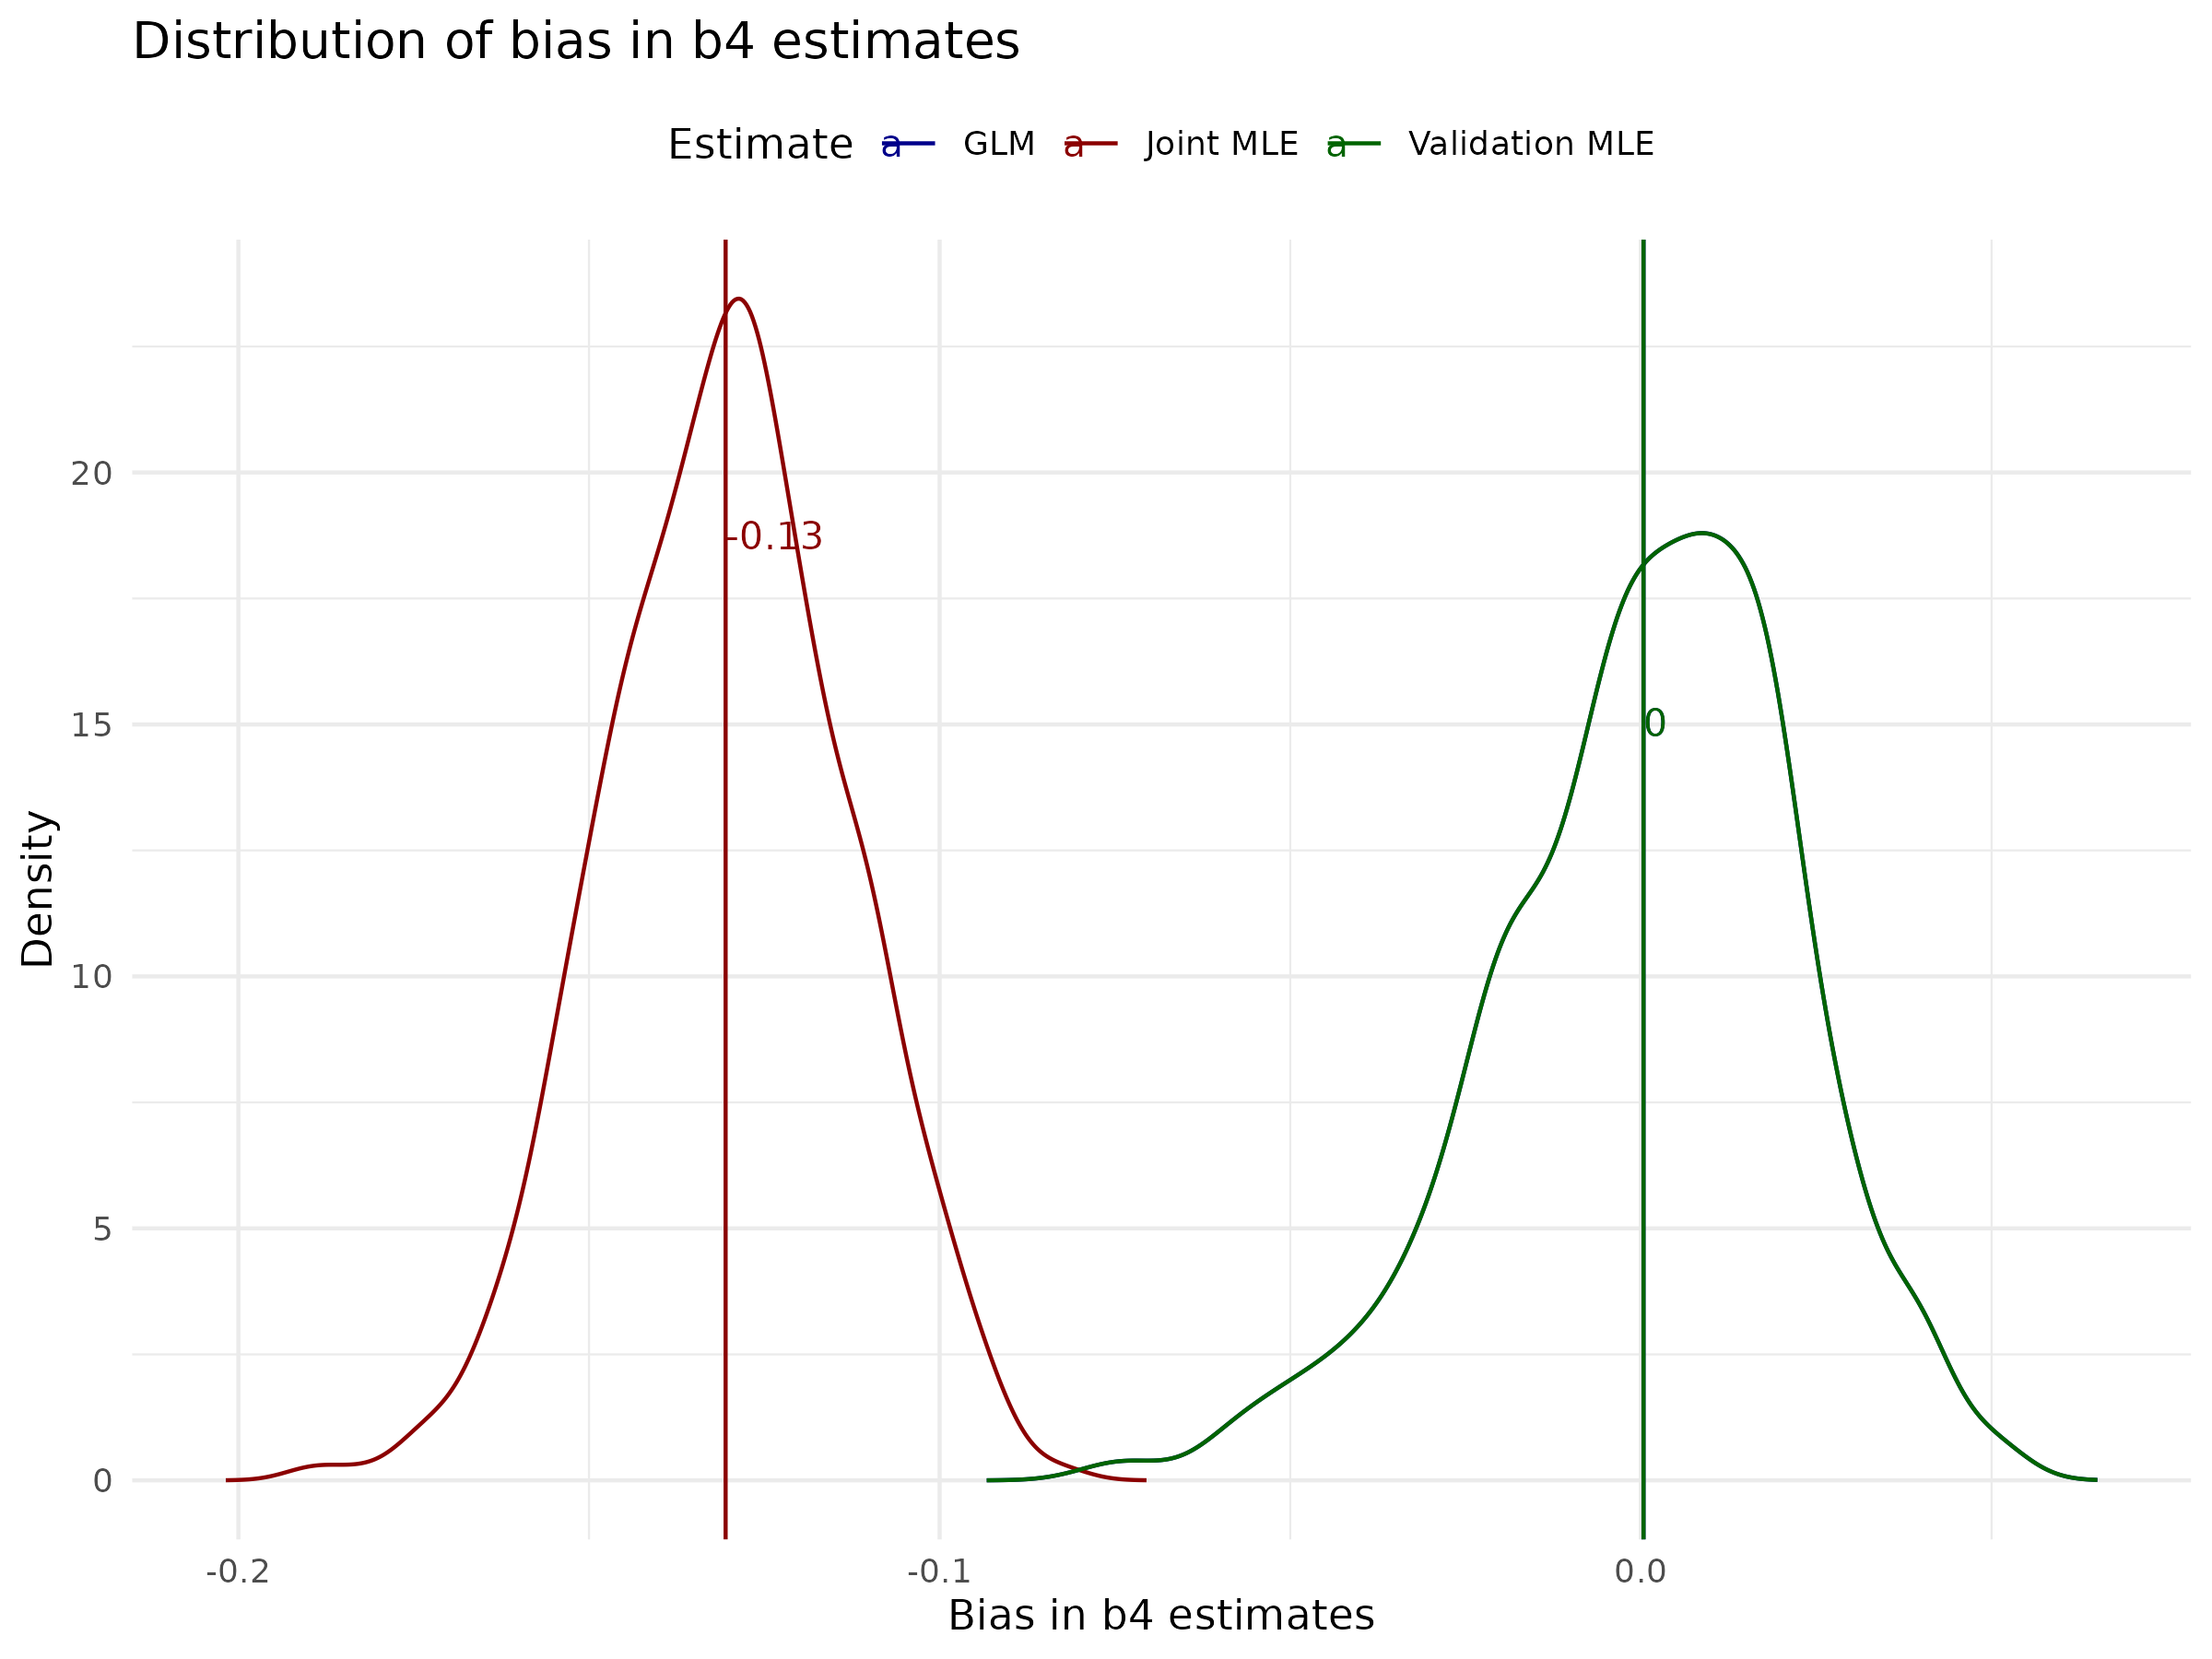 Distribution of bias in b4 estimates
Estimate a GLM a Joint MLE a Validation MLE
20
-0.13
15
0
10
5
0
Density
-0.2 -0.1 0.0
Bias in b4 estimates